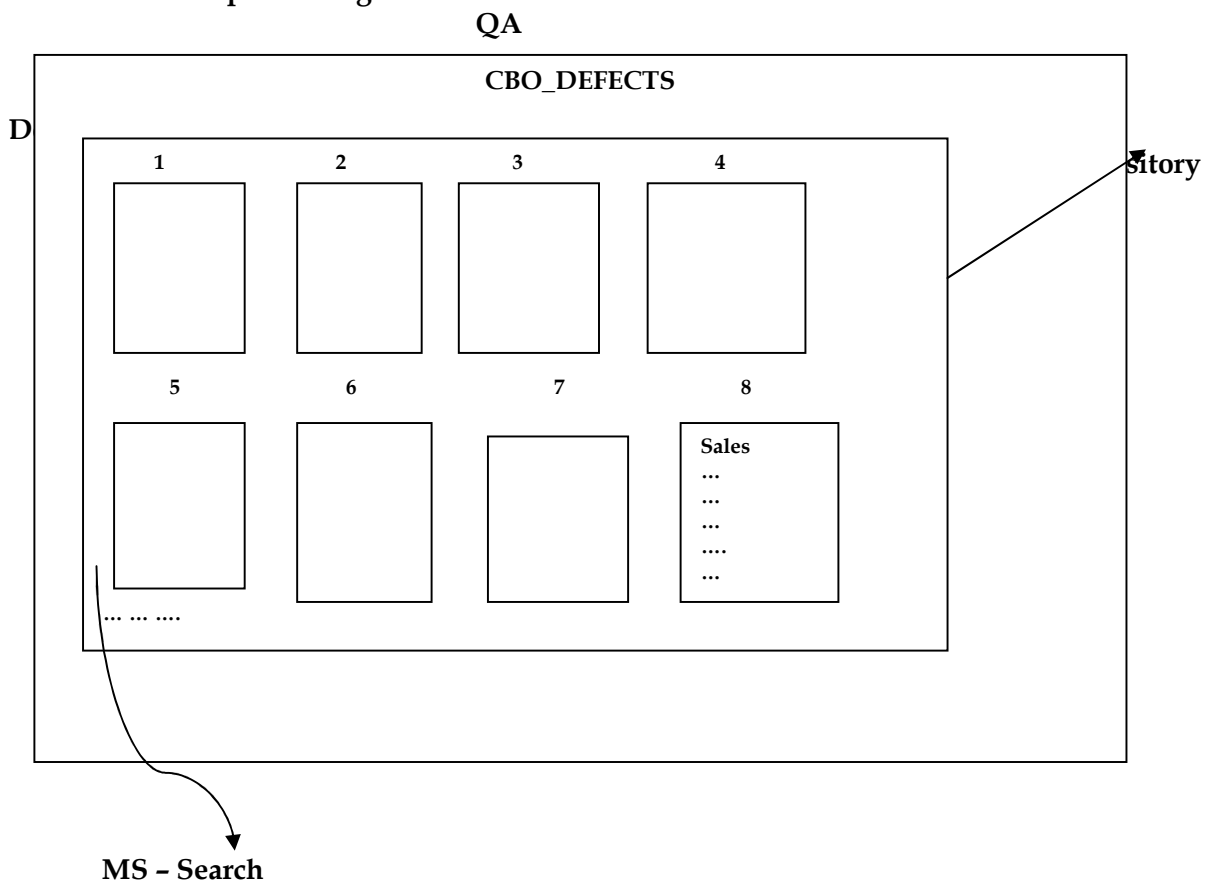 QA
CBO_DEFECTS
D
sitory
1 2 3 4
5 6 7 8
Sales
...
...
...
....
...
... ... ....
MS – Search